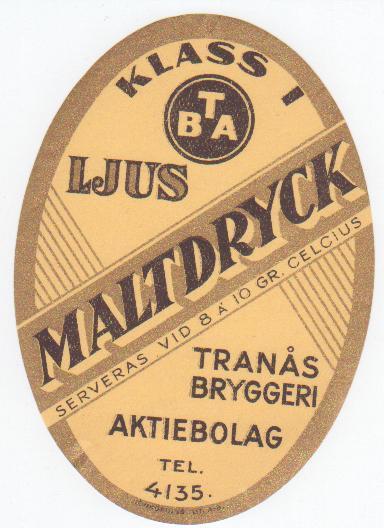 KLASS I
TBA
LJUS
MALTDRYCK
SERVERAS VID 8 Á 10 GR. CELCIUS
TRANÅS
BRYGGERI
AKTIEBOLAG
TEL.
4135.